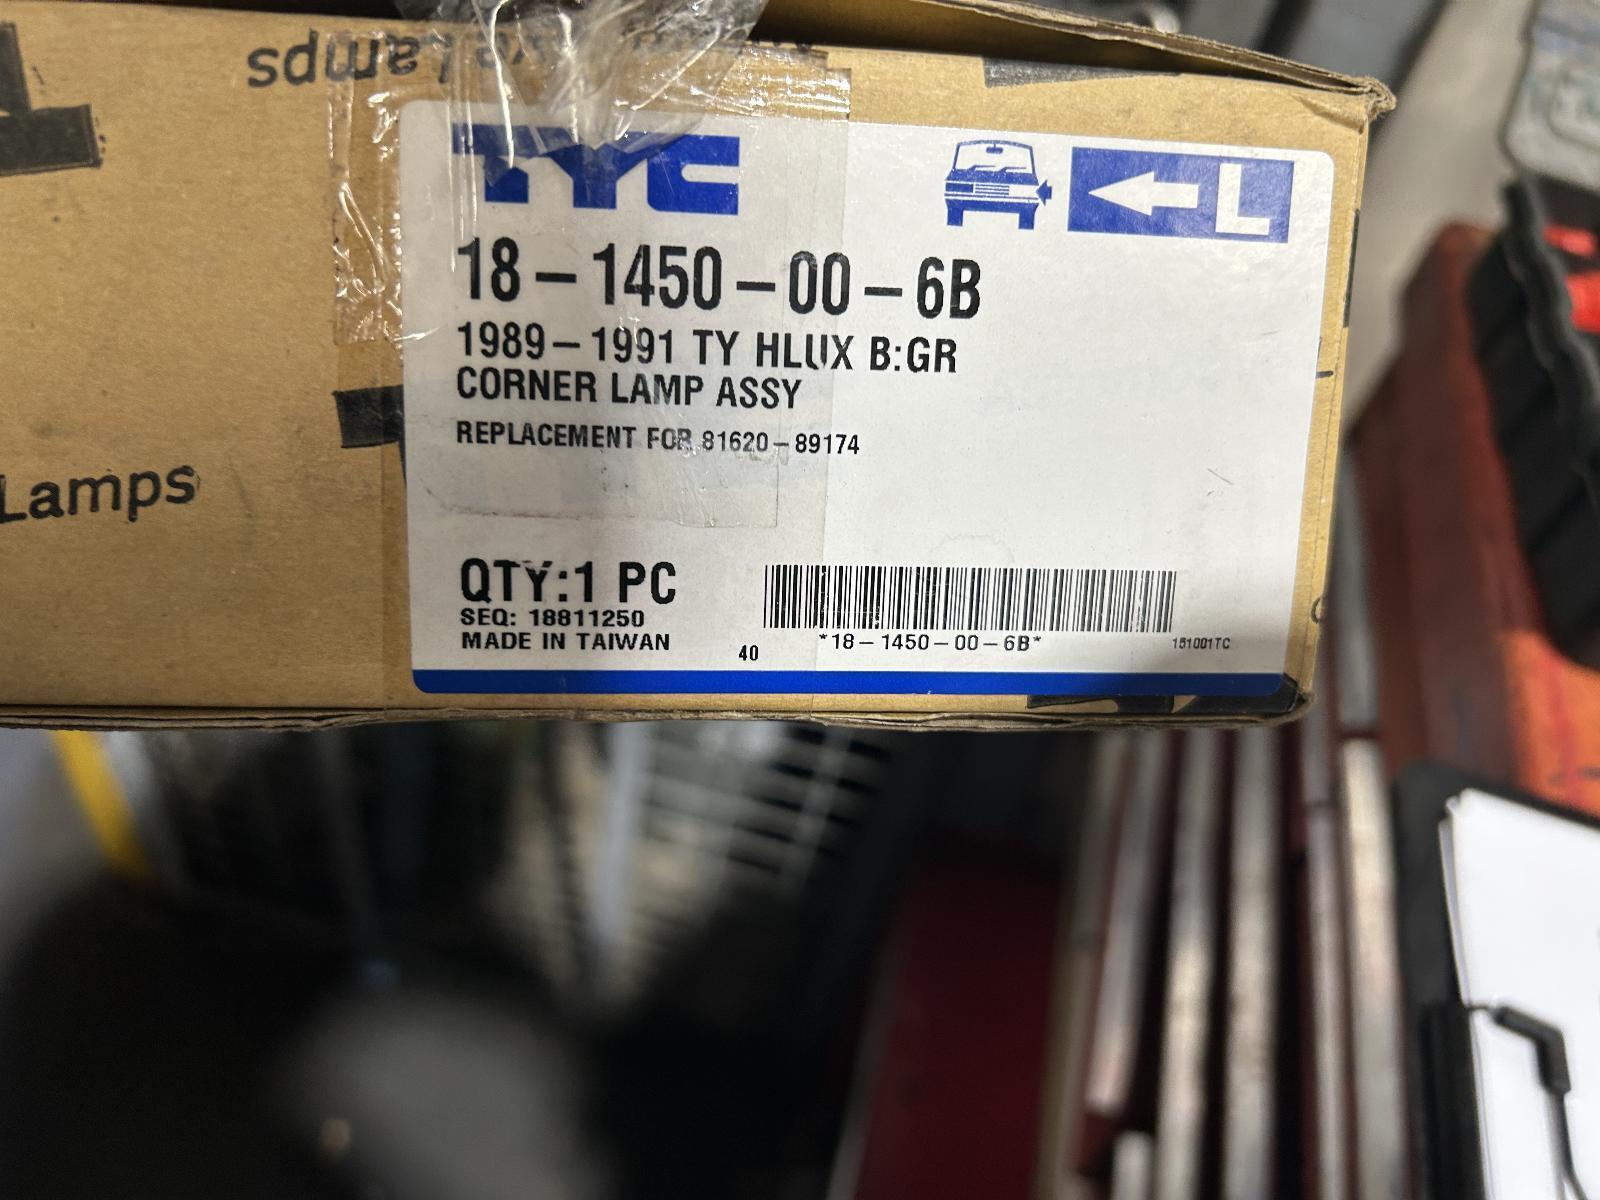 Lamps
TYC
L
18-1450-00-6B
1989-1991 TY HLUX B:GR
CORNER LAMP ASSY
REPLACEMENT FOR 81620-89174
Lamps
QTY:1 PC
SEQ: 18811250
MADE IN TAIWAN
40
*18-1450-00-6B*
151001TC